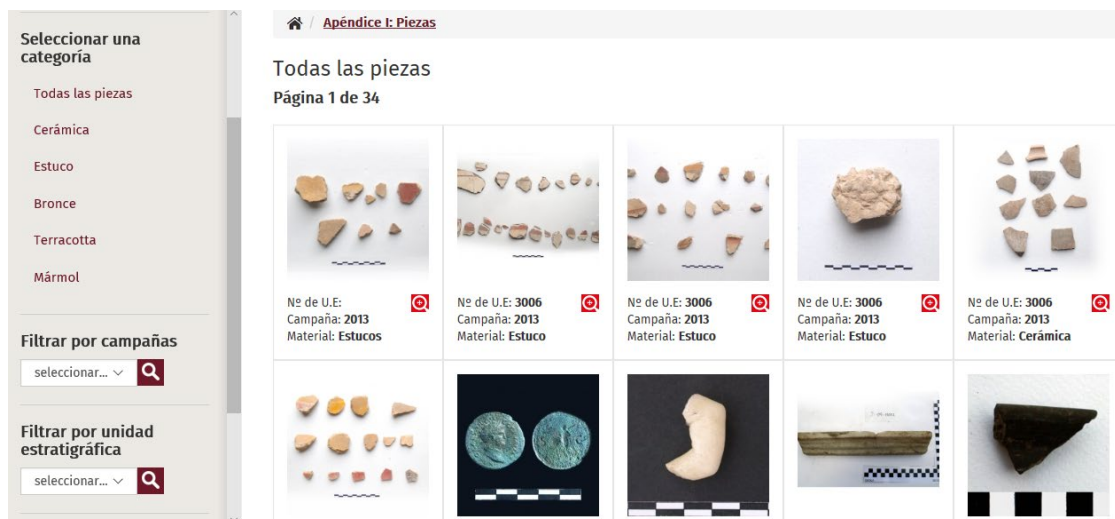 Seleccionar una
categoría
Todas las piezas
Cerámica
Estuco
Bronce
Terracotta
Mármol
Filtrar por campañas
seleccionar...
Filtrar por unidad
estratigráfica
seleccionar...
/ Apéndice I: Piezas
Todas las piezas
Página 1 de 34
Nº de U.E:
Campaña: 2013
Material: Estucos
Nº de U.E: 3006
Campaña: 2013
Material: Estuco
Nº de U.E: 3006
Campaña: 2013
Material: Estuco
Nº de U.E: 3006
Campaña: 2013
Material: Estuco
Nº de U.E: 3006
Campaña: 2013
Material: Cerámica